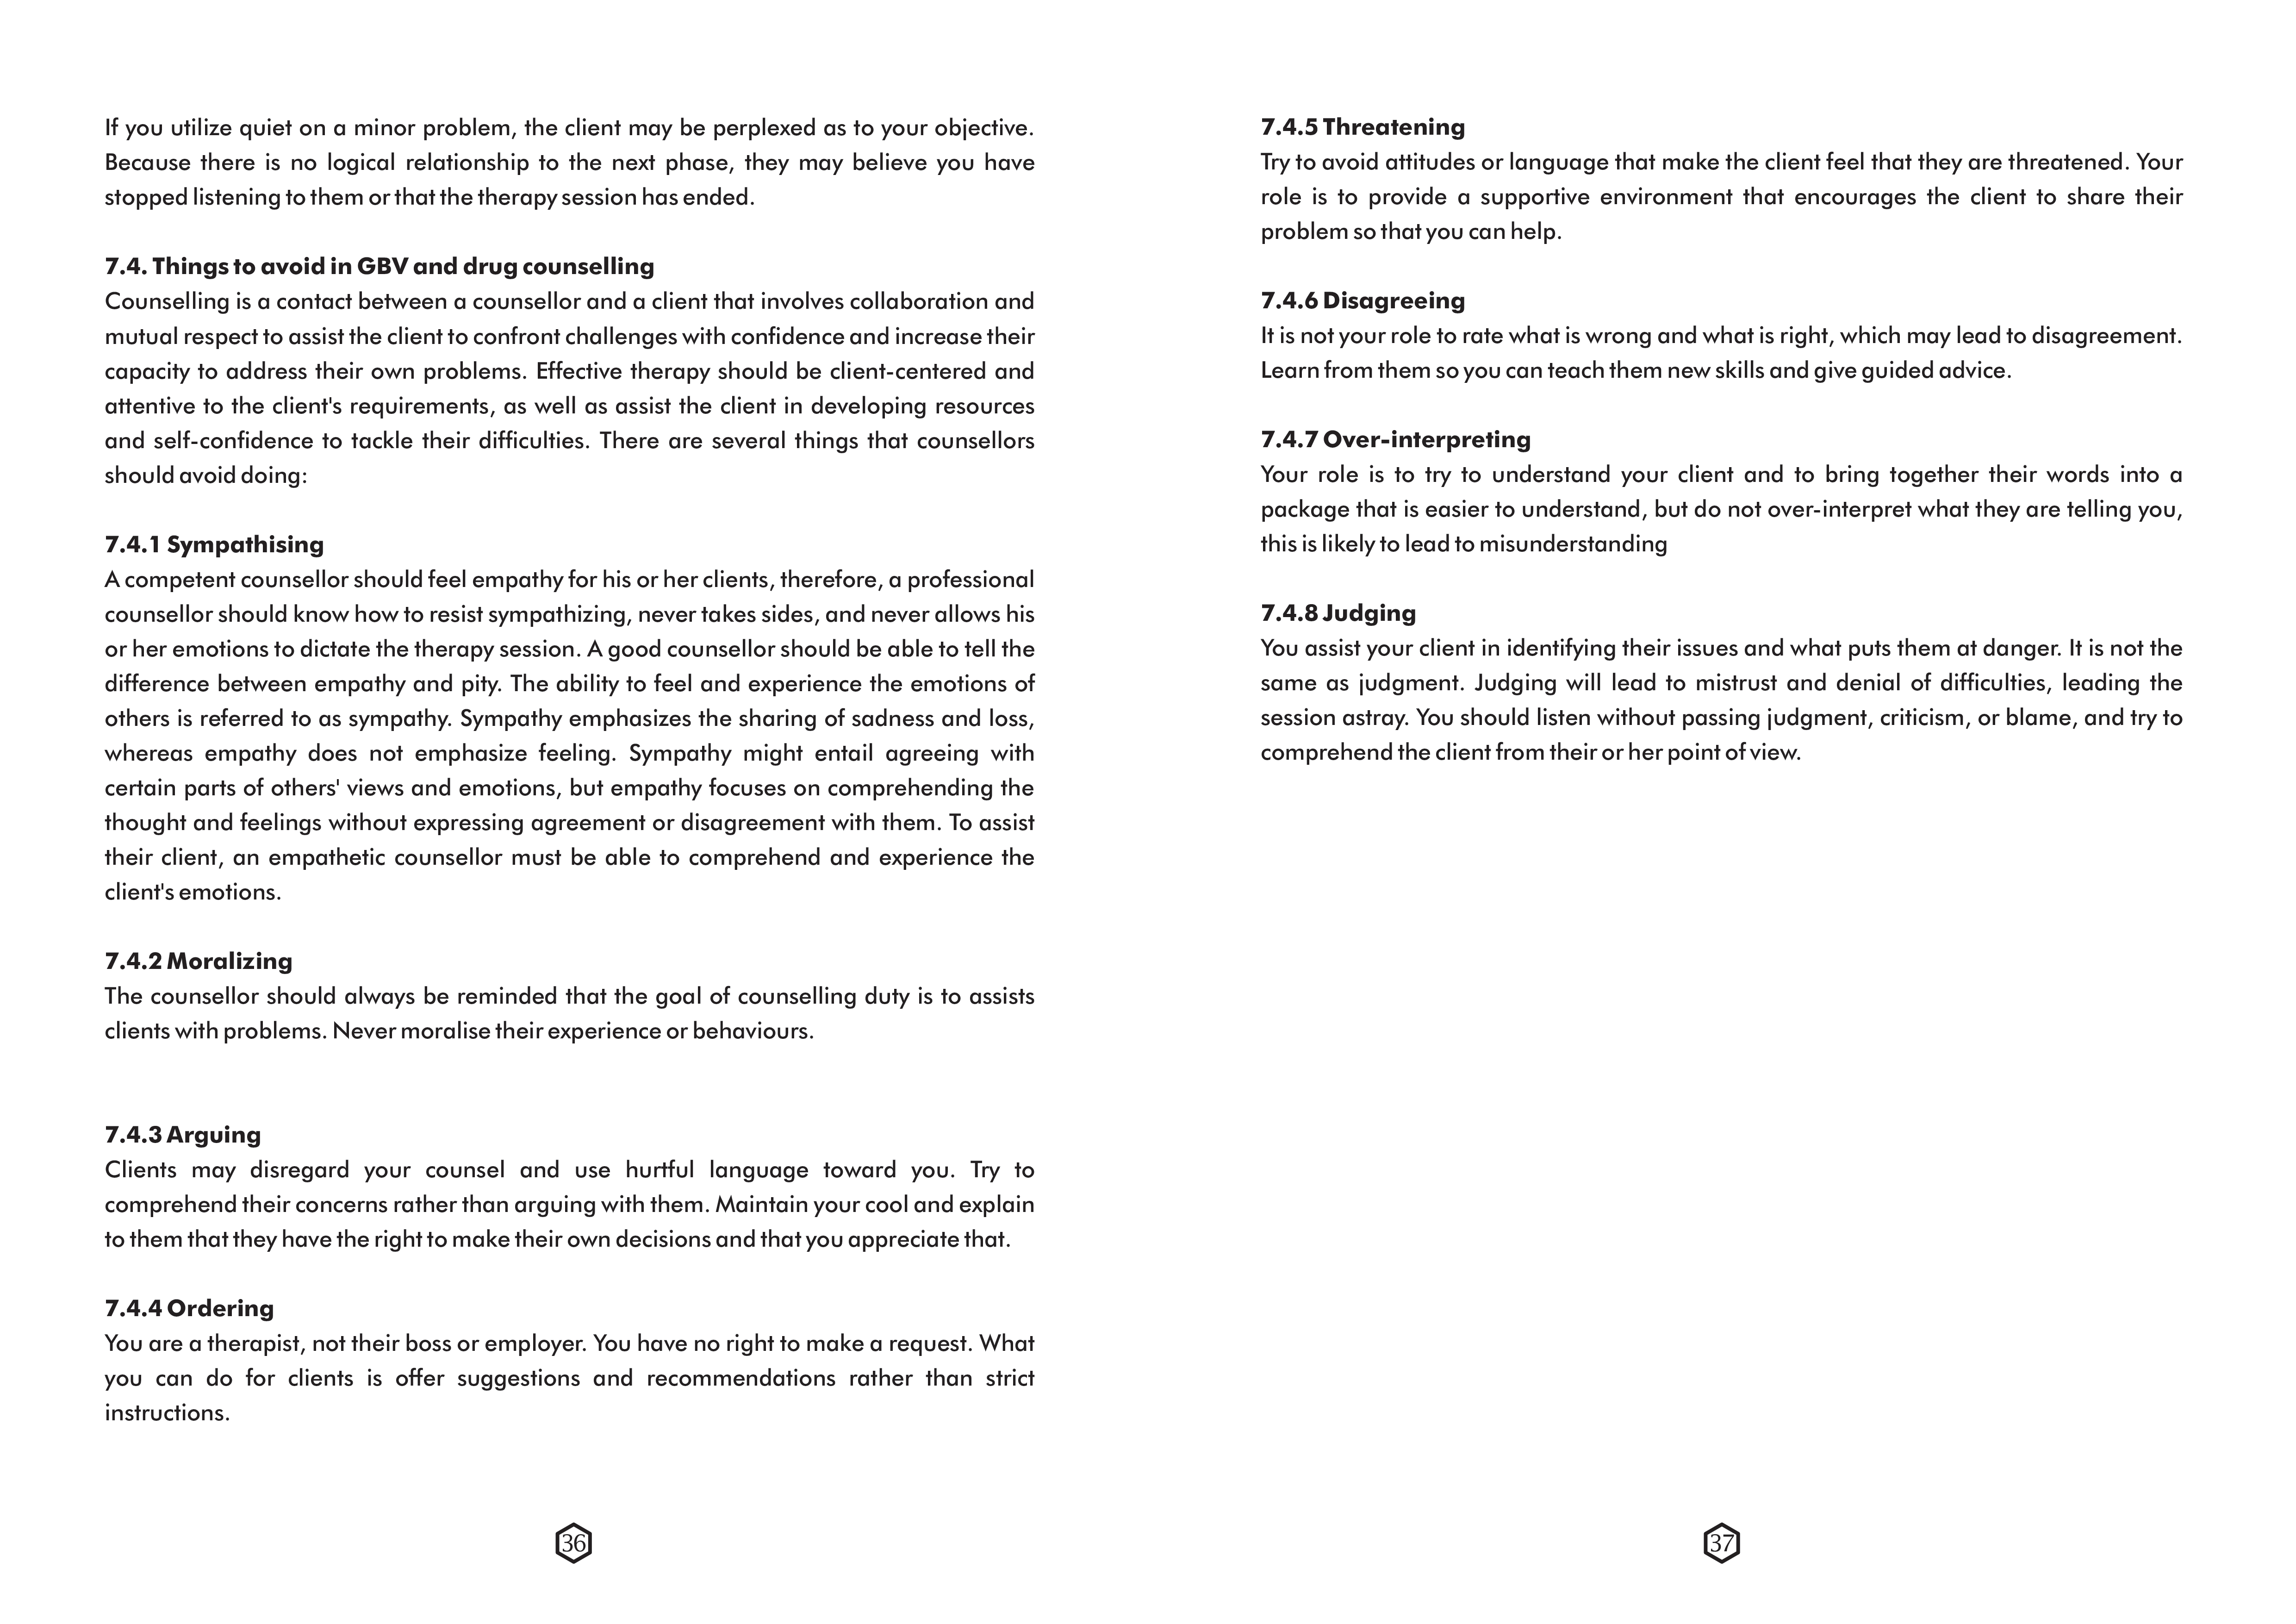 If you utilize quiet on a minor problem, the client may be perplexed as to your objective.
Because there is no logical relationship to the next phase, they may believe you have
stopped listening to them or that the therapy session has ended.
7.4. Things to avoid in GBV and drug counselling
Counselling is a contact between a counsellor and a client that involves collaboration and
mutual respect to assist the client to confront challenges with confidence and increase their
capacity to address their own problems. Effective therapy should be client-centered and
attentive to the client's requirements, as well as assist the client in developing resources
and self-confidence to tackle their difficulties. There are several things that counsellors
should avoid doing:
7.4.1 Sympathising
A competent counsellor should feel empathy for his or her clients, therefore, a professional
counsellor should know how to resist sympathizing, never takes sides, and never allows his
or her emotions to dictate the therapy session. A good counsellor should be able to tell the
difference between empathy and pity. The ability to feel and experience the emotions of
others is referred to as sympathy. Sympathy emphasizes the sharing of sadness and loss,
whereas empathy does not emphasize feeling. Sympathy might entail agreeing with
certain parts of others' views and emotions, but empathy focuses on comprehending the
thought and feelings without expressing agreement or disagreement with them. To assist
their client, an empathetic counsellor must be able to comprehend and experience the
client's emotions.
7.4.2 Moralizing
The counsellor should always be reminded that the goal of counselling duty is to assists
clients with problems. Never moralise their experience or behaviours.
7.4.3 Arguing
Clients may disregard your counsel and use hurtful language toward you. Try to
comprehend their concerns rather than arguing with them. Maintain your cool and explain
to them that they have the right to make their own decisions and that you appreciate that.
7.4.4 Ordering
You are a therapist, not their boss or employer. You have no right to make a request. What
you can do for clients is offer suggestions and recommendations rather than strict
instructions.
36
7.4.5 Threatening
Try to avoid attitudes or language that make the client feel that they are threatened. Your
role is to provide a supportive environment that encourages the client to share their
problem so that you can help.
7.4.6 Disagreeing
It is not your role to rate what is wrong and what is right, which may lead to disagreement.
Learn from them so you can teach them new skills and give guided advice.
7.4.7 Over-interpreting
Your role is to try to understand your client and to bring together their words into a
package that is easier to understand, but do not over-interpret what they are telling you,
this is likely to lead to misunderstanding
7.4.8 Judging
You assist your client in identifying their issues and what puts them at danger. It is not the
same as judgment. Judging will lead to mistrust and denial of difficulties, leading the
session astray. You should listen without passing judgment, criticism, or blame, and try to
comprehend the client from their or her point of view.
37